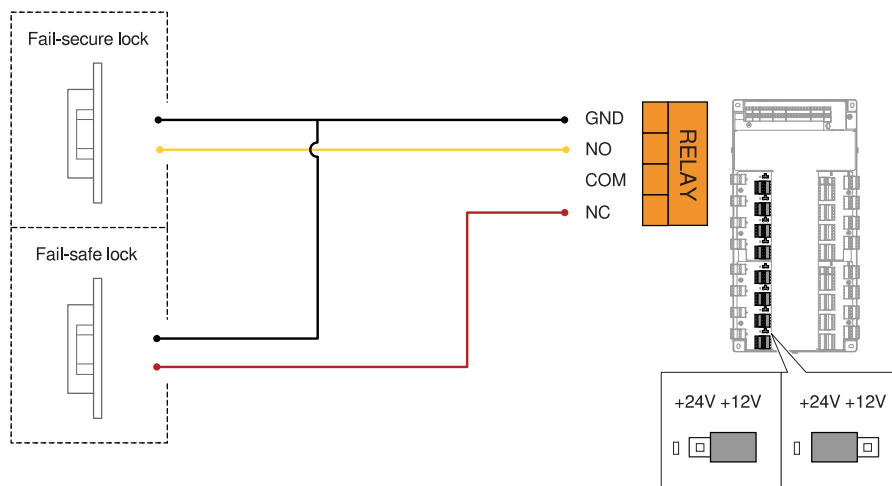 Fail-secure lock
GND
NO
COM
NC
RELAY
Fail-safe lock
+24V +12V
+24V +12V